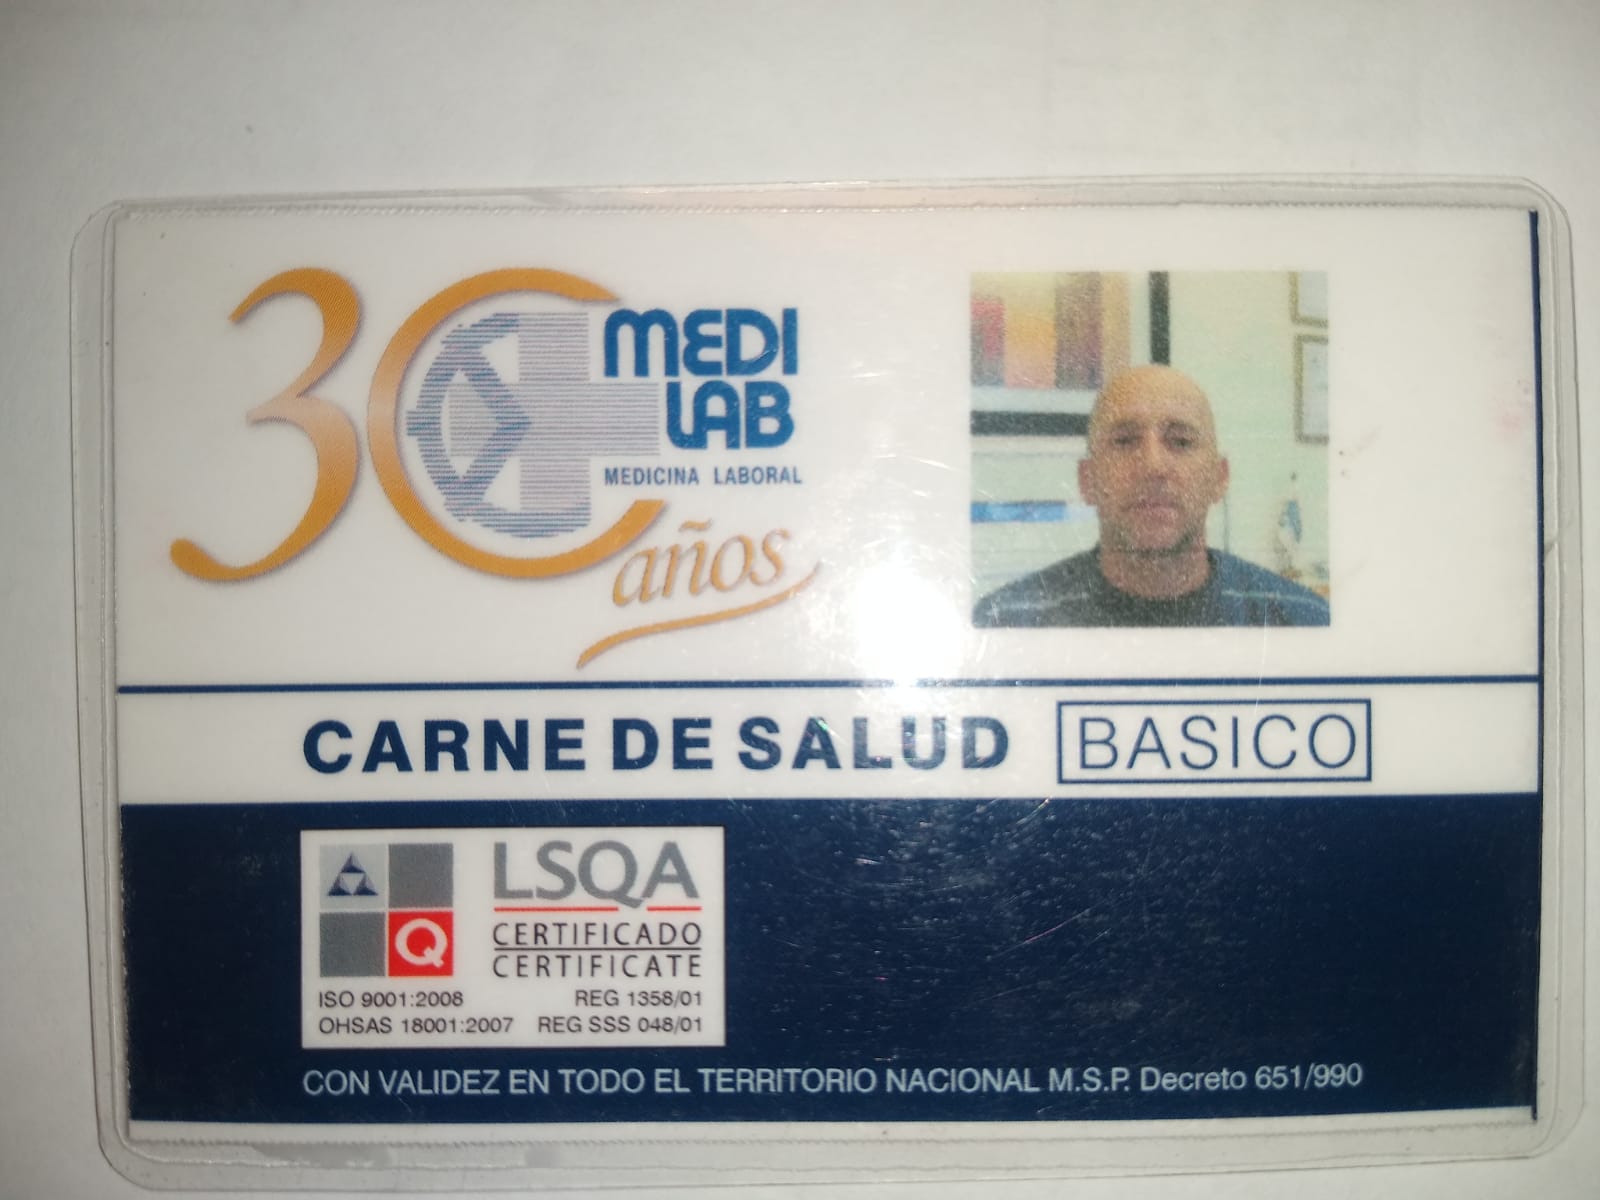 30 años
MEDI
LAB
MEDICINA LABORAL
CARNE DE SALUD BASICO
LSQA
CERTIFICADO
CERTIFICATE
Q
ISO 9001:2008 REG 1358/01
OHSAS 18001:2007 REG SSS 048/01
CON VALIDEZ EN TODO EL TERRITORIO NACIONAL M.S.P. Decreto 651/990